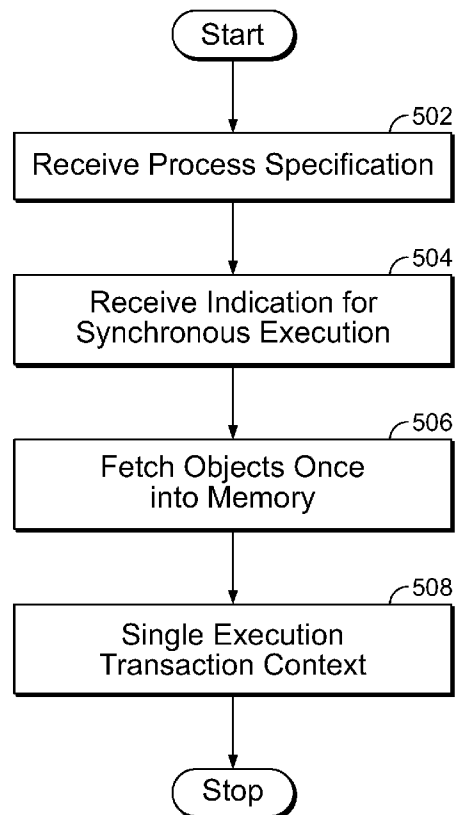 Start
502
Receive Process Specification
504
Receive Indication for
Synchronous Execution
506
Fetch Objects Once
into Memory
508
Single Execution
Transaction Context
Stop